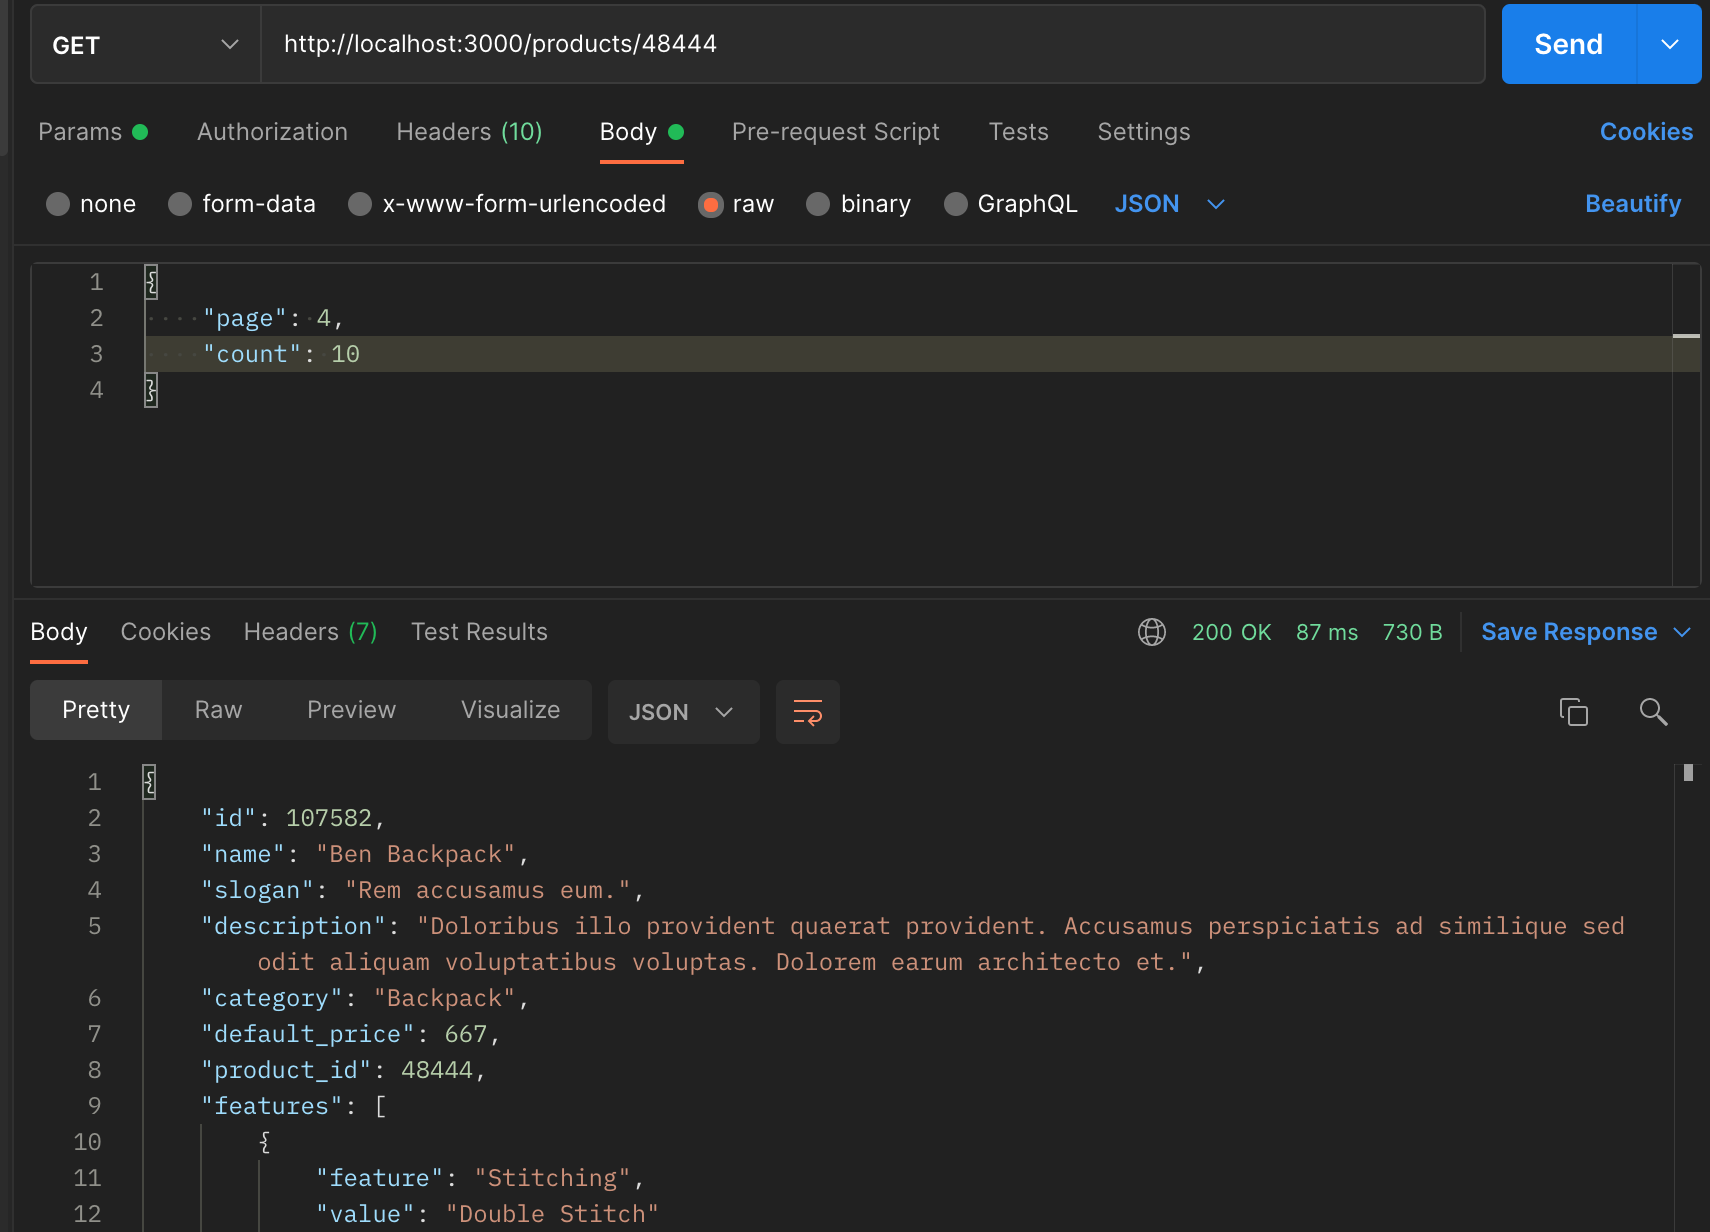 GET http://localhost:3000/products/48444 Send
Params Authorization Headers (10) Body Pre-request Script Tests Settings Cookies
none form-data x-www-form-urlencoded raw binary GraphQL JSON Beautify
1 {
2 "page": 4,
3 "count": 10
4 }
Body Cookies Headers (7) Test Results 200 OK 87 ms 730 B Save Response
Pretty Raw Preview Visualize JSON
1 {
2 "id": 107582,
3 "name": "Ben Backpack",
4 "slogan": "Rem accusamus eum.",
5 "description": "Doloribus illo provident quaerat provident. Accusamus perspiciatis ad similique sed
odit aliquam voluptatibus voluptas. Dolorem earum architecto et.",
6 "category": "Backpack",
7 "default_price": 667,
8 "product_id": 48444,
9 "features": [
10 {
11 "feature": "Stitching",
12 "value": "Double Stitch"